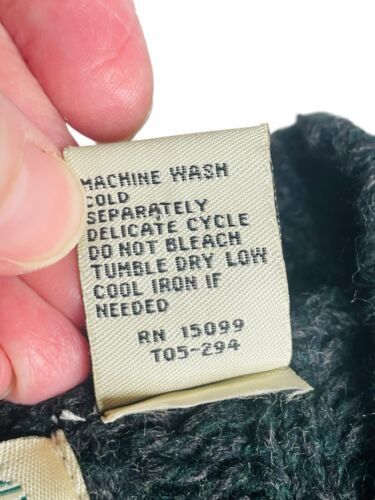 MACHINE WASH
COLD
SEPARATELY
DELICATE CYCLE
DO NOT BLEACH
TUMBLE DRY LOW
COOL IRON IF
NEEDED
RN 15099
T05-294